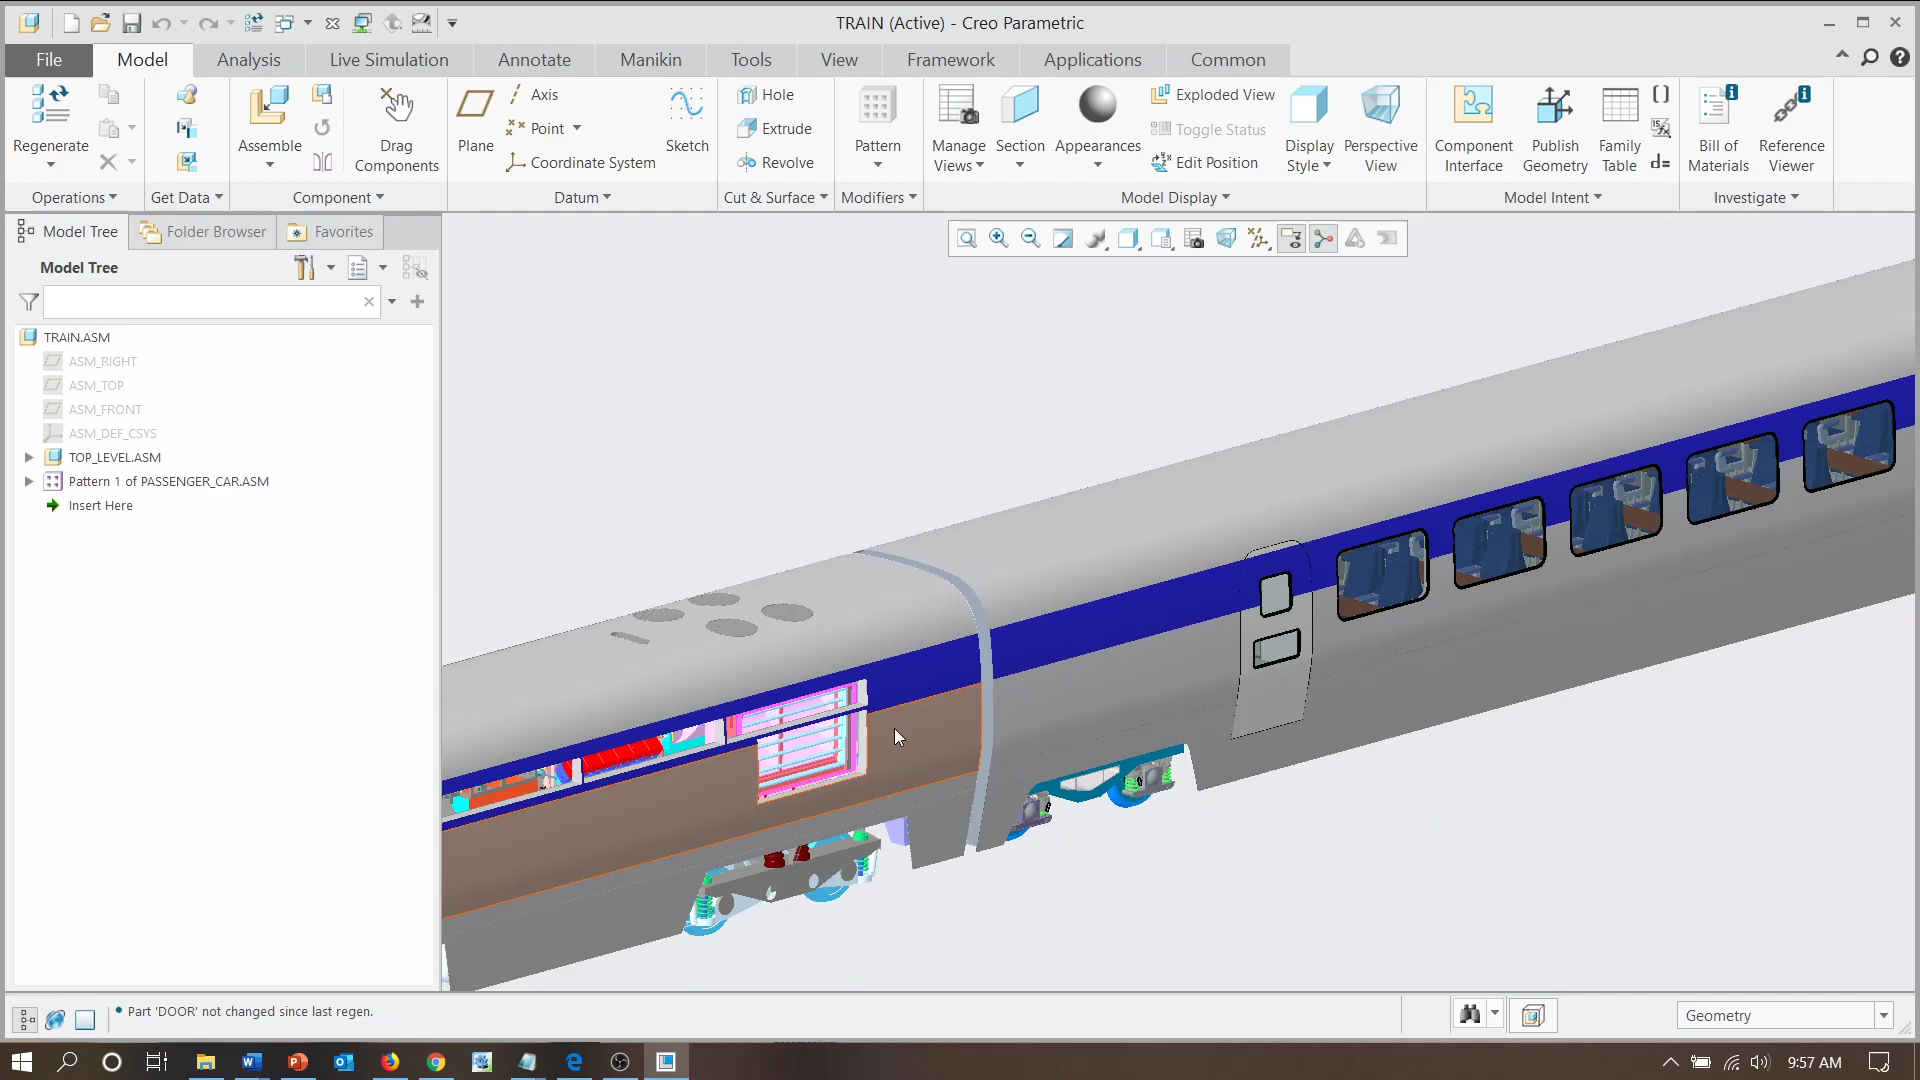 TRAIN (Active) - Creo Parametric
File
Model
Analysis
Live Simulation
Annotate
Manikin
Tools
View
Framework
Applications
Common
Regenerate
Operations
Get Data
Assemble
Drag
Components
Component
Plane
Axis
Point
Coordinate System
Sketch
Datum
Hole
Extrude
Revolve
Cut & Surface
Pattern
Modifiers
Manage
Views
Section
Appearances
Exploded View
Toggle Status
Edit Position
Display
Style
Perspective
View
Model Display
Component
Interface
Publish
Geometry
Family
Table
Model Intent
Bill of
Materials
Reference
Viewer
Investigate
Model Tree
Folder Browser
Favorites
Model Tree
TRAIN.ASM
ASM_RIGHT
ASM_TOP
ASM_FRONT
ASM_DEF_CSYS
TOP_LEVEL.ASM
Pattern 1 of PASSENGER_CAR.ASM
Insert Here
Part 'DOOR' not changed since last regen.
Geometry
9:57 AM